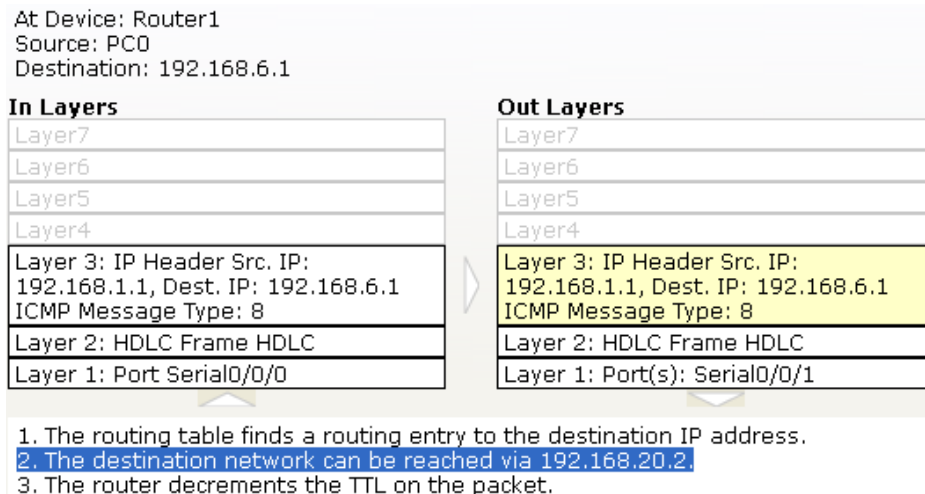 At Device: Router1
Source: PC0
Destination: 192.168.6.1
In Layers
Out Layers
Layer7
Layer7
Layer6
Layer6
Layer5
Layer5
Layer4
Layer4
Layer 3: IP Header Src. IP:
192.168.1.1, Dest. IP: 192.168.6.1
ICMP Message Type: 8
Layer 3: IP Header Src. IP:
192.168.1.1, Dest. IP: 192.168.6.1
ICMP Message Type: 8
Layer 2: HDLC Frame HDLC
Layer 2: HDLC Frame HDLC
Layer 1: Port Serial0/0/0
Layer 1: Port(s): Serial0/0/1
1. The routing table finds a routing entry to the destination IP address.
2. The destination network can be reached via 192.168.20.2.
3. The router decrements the TTL on the packet.